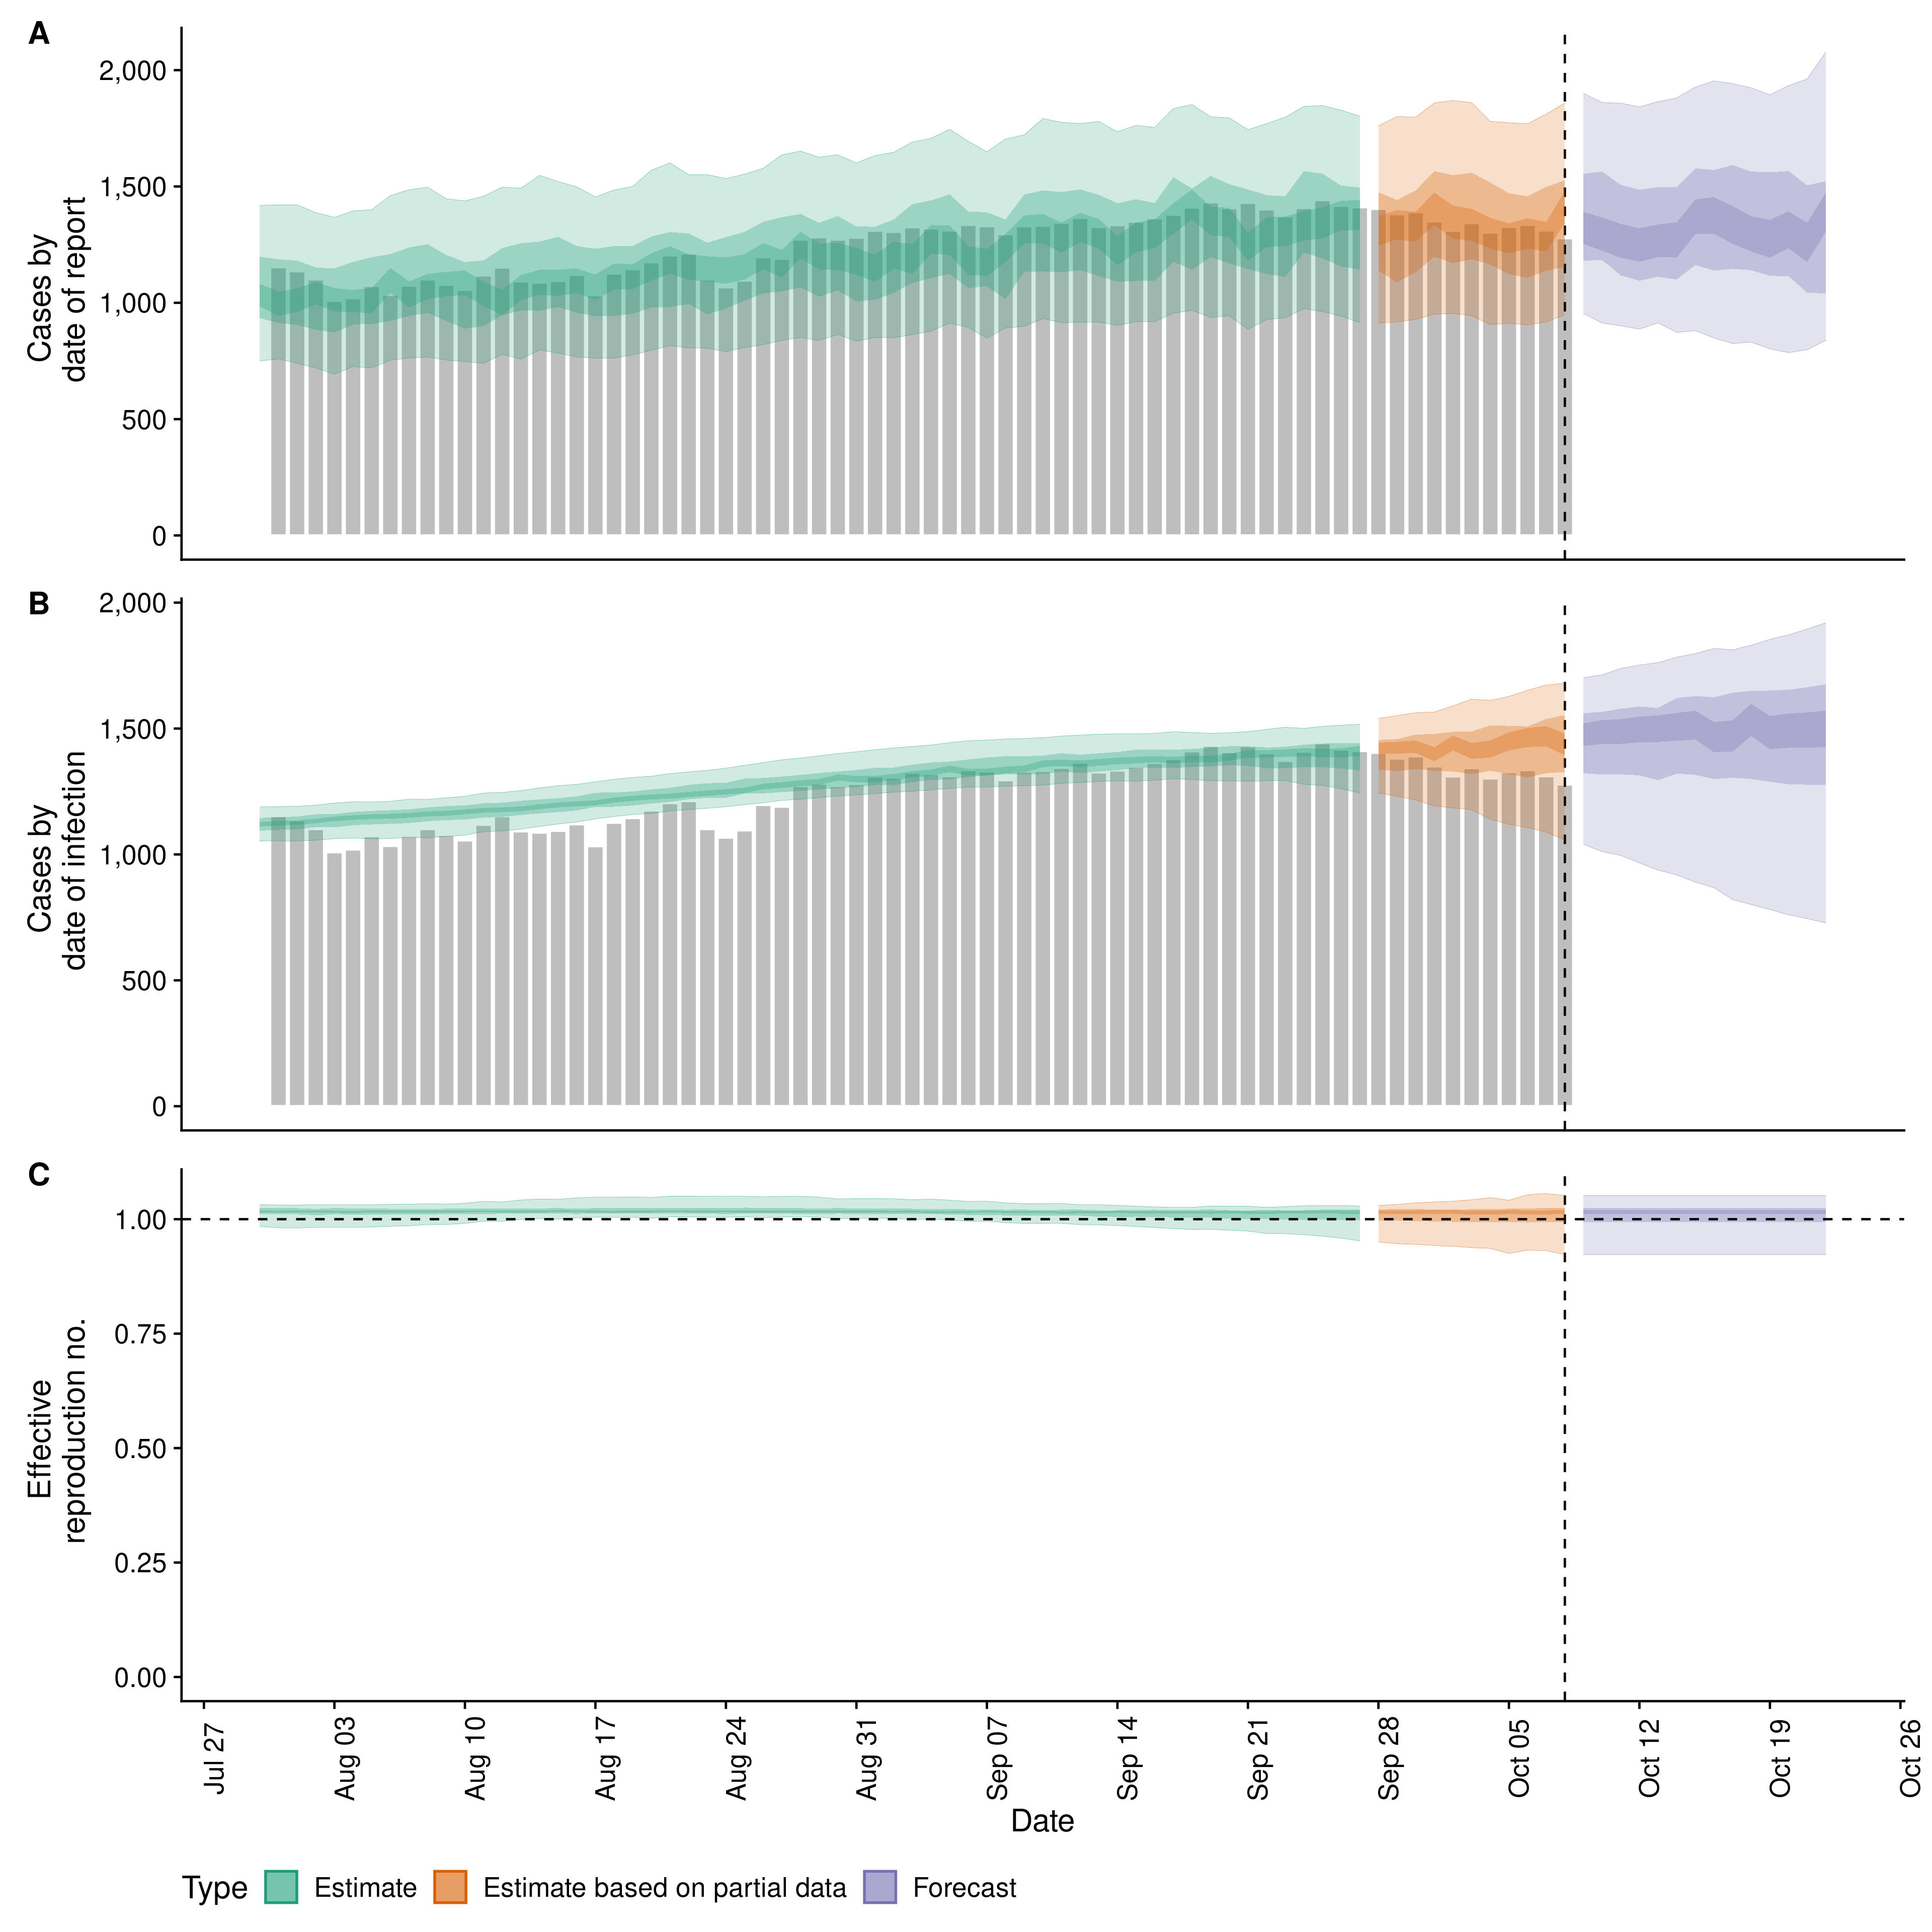 A
Cases by
date of report
2,000
1,500
1,000
500
0
B
Cases by
date of infection
2,000
1,500
1,000
500
0
C
Effective
reproduction no.
1.00
0.75
0.50
0.25
0.00
Jul 27
Aug 03
Aug 10
Aug 17
Aug 24
Aug 31
Sep 07
Sep 14
Sep 21
Sep 28
Oct 05
Oct 12
Oct 19
Oct 26
Date
Type Estimate Estimate based on partial data Forecast